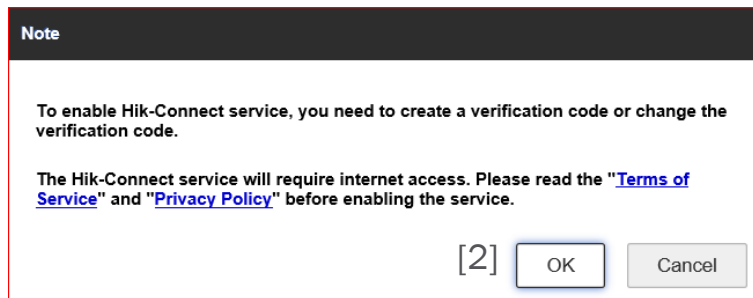 Note
To enable Hik-Connect service, you need to create a verification code or change the
verification code.
The Hik-Connect service will require internet access. Please read the "Terms of
Service" and "Privacy Policy" before enabling the service.
[2] OK Cancel